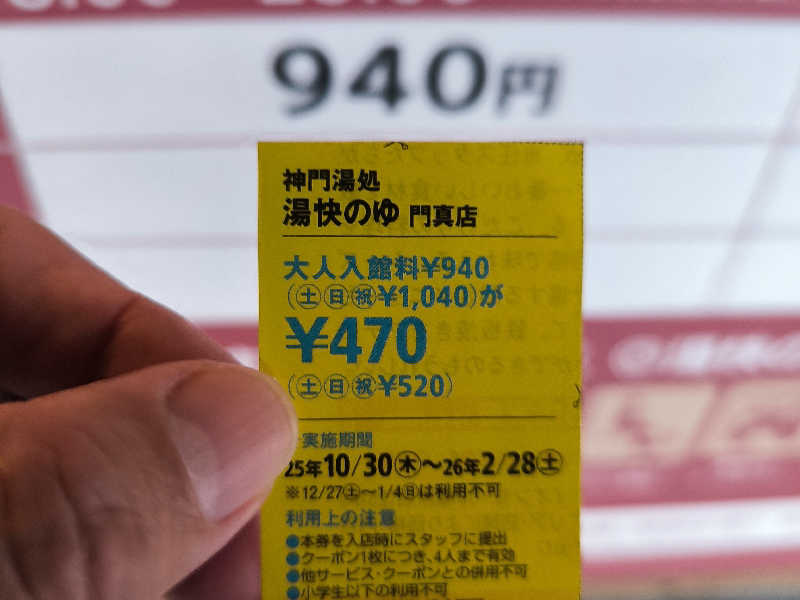 940円
神門湯処
湯快のゆ 門真店
大人入館料¥940
(㊏㊐㊗¥1,040)が
¥470
(㊏㊐㊗¥520)
実施期間
25年10/30㊍〜26年2/28㊏
※12/27㊏〜1/4㊐は利用不可
利用上の注意
●本券を入店時にスタッフに提出
●クーポン1枚につき、4人まで有効
●他サービス・クーポンとの併用不可
●小学生以下の利用不可